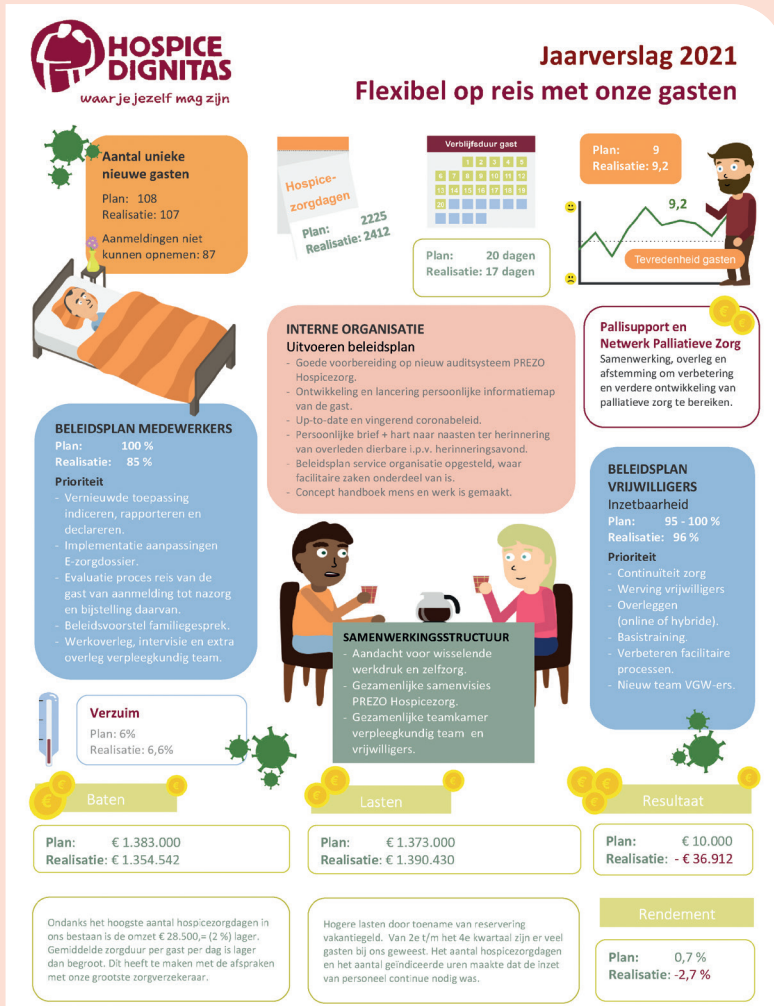 HOSPICE
DIGNITAS
waar je jezelf mag zijn
Jaarverslag 2021
Flexibel op reis met onze gasten
Aantal unieke
nieuwe gasten
Plan: 108
Realisatie: 107
Aanmeldingen niet
kunnen opnemen: 87
Hospice-
zorgdagen
Plan: 2225
Realisatie: 2412
Verblijfsduur gast
1 2 3 4 5
6 7 8 9 10 11 12
13 14 15 16 17 18 19
20
Plan: 20 dagen
Realisatie: 17 dagen
Plan: 9
Realisatie: 9,2
9,2
Tevredenheid gasten
INTERNE ORGANISATIE
Uitvoeren beleidsplan
- Goede voorbereiding op nieuw auditsysteem PREZO
Hospicezorg.
- Ontwikkeling en lancering persoonlijke informatiemap
van de gast.
- Up-to-date en vingerend coronabeleid.
- Persoonlijke brief + hart naar naasten ter herinnering
van overleden dierbare i.p.v. herinneringsavond.
- Beleidsplan service organisatie opgesteld, waar
facilitaire zaken onderdeel van is.
- Concept handboek mens en werk is gemaakt.
Pallisupport en
Netwerk Palliatieve Zorg
Samenwerking, overleg en
afstemming om verbetering
en verdere ontwikkeling van
palliatieve zorg te bereiken.
BELEIDSPLAN MEDEWERKERS
Plan: 100 %
Realisatie: 85 %
Prioriteit
- Vernieuwde toepassing
indiceren, rapporteren en
declareren.
- Implementatie aanpassingen
E-zorgdossier.
- Evaluatie proces reis van de
gast van aanmelding tot nazorg
en bijstelling daarvan.
- Beleidsvoorstel familiegesprek.
- Werkoverleg, intervisie en extra
overleg verpleegkundig team.
BELEIDSPLAN
VRIJWILLIGERS
Inzetbaarheid
Plan: 95 - 100 %
Realisatie: 96 %
Prioriteit
- Continuïteit zorg
- Werving vrijwilligers
- Overleggen
(online of hybride).
- Basistraining.
- Verbeteren facilitaire
processen.
- Nieuw team VGW-ers.
SAMENWERKINGSSTRUCTUUR
- Aandacht voor wisselende
werkdruk en zelfzorg.
- Gezamenlijke samenvisies
PREZO Hospicezorg.
- Gezamenlijke teamkamer
verpleegkundig team en
vrijwilligers.
Verzuim
Plan: 6%
Realisatie: 6,6%
Baten
Plan: € 1.383.000
Realisatie: € 1.354.542
Lasten
Plan: € 1.373.000
Realisatie: € 1.390.430
Resultaat
Plan: € 10.000
Realisatie: - € 36.912
Ondanks het hoogste aantal hospicezorgdagen in
ons bestaan is de omzet € 28.500,= (2 %) lager.
Gemiddelde zorgduur per gast per dag is lager
dan begroot. Dit heeft te maken met de afspraken
met onze grootste zorgverzekeraar.
Hogere lasten door toename van reservering
vakantiegeld. Van 2e t/m het 4e kwartaal zijn er veel
gasten bij ons geweest. Het aantal hospicezorgdagen
en het aantal geïndiceerde uren maakte dat de inzet
van personeel continue nodig was.
Rendement
Plan: 0,7 %
Realisatie: -2,7 %